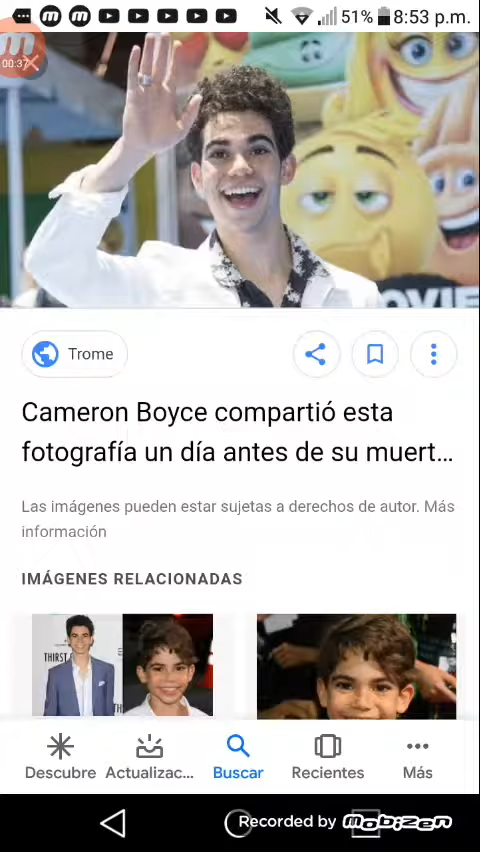 51% 8:53 p.m.
00:37
OVIE
Trome
Cameron Boyce compartió esta
fotografía un día antes de su muert...
Las imágenes pueden estar sujetas a derechos de autor. Más
información
IMÁGENES RELACIONADAS
THIRST
TH
Descubre Actualizac... Buscar Recientes Más
Recorded by Mobizen